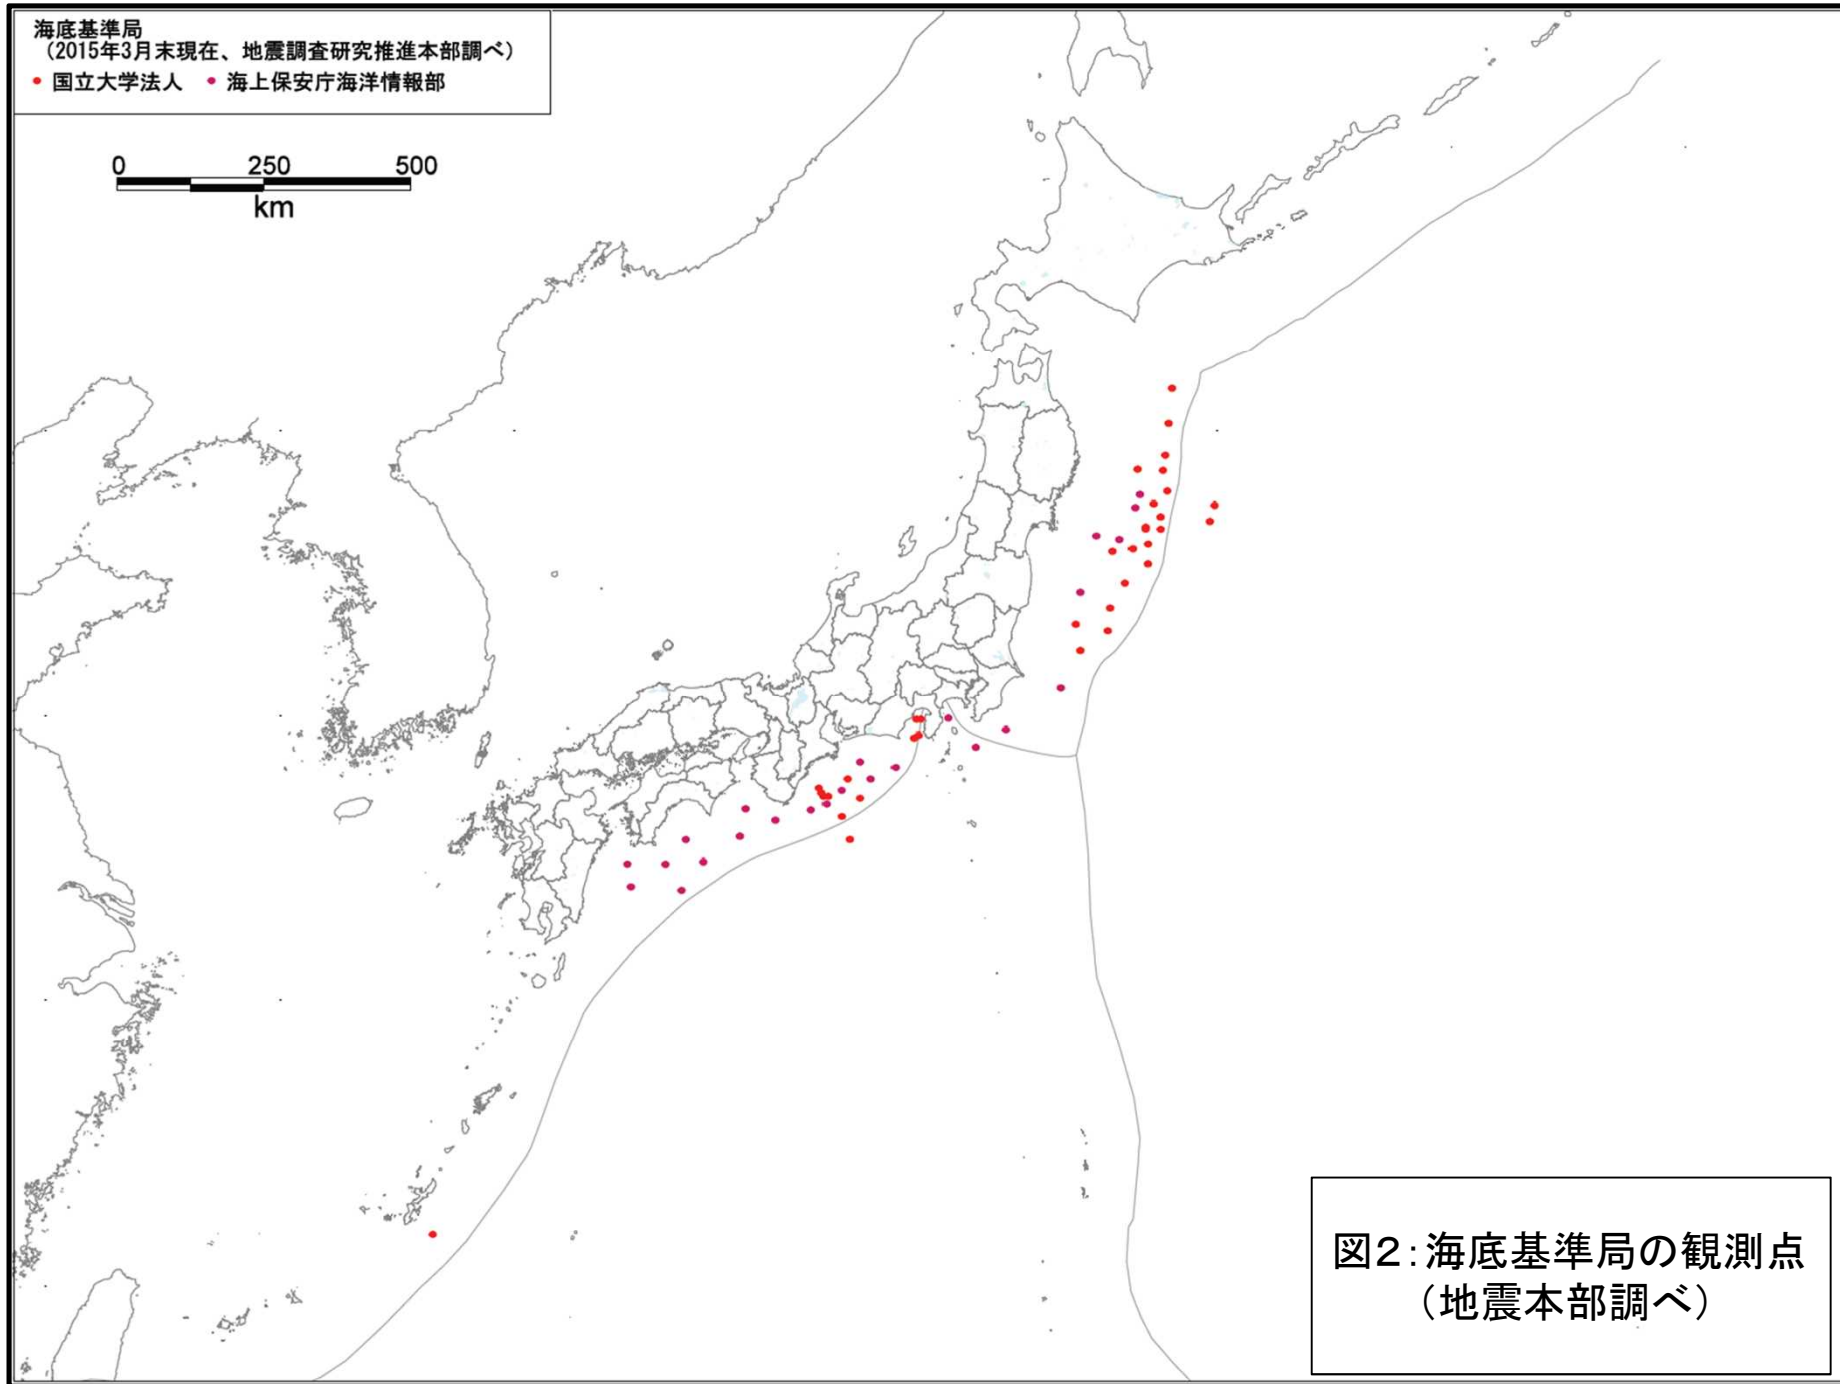 海底基準局
（2015年3月末現在、地震調査研究推進本部調べ）
国立大学法人 海上保安庁海洋情報部
0 250 500
km
図2：海底基準局の観測点
（地震本部調べ）